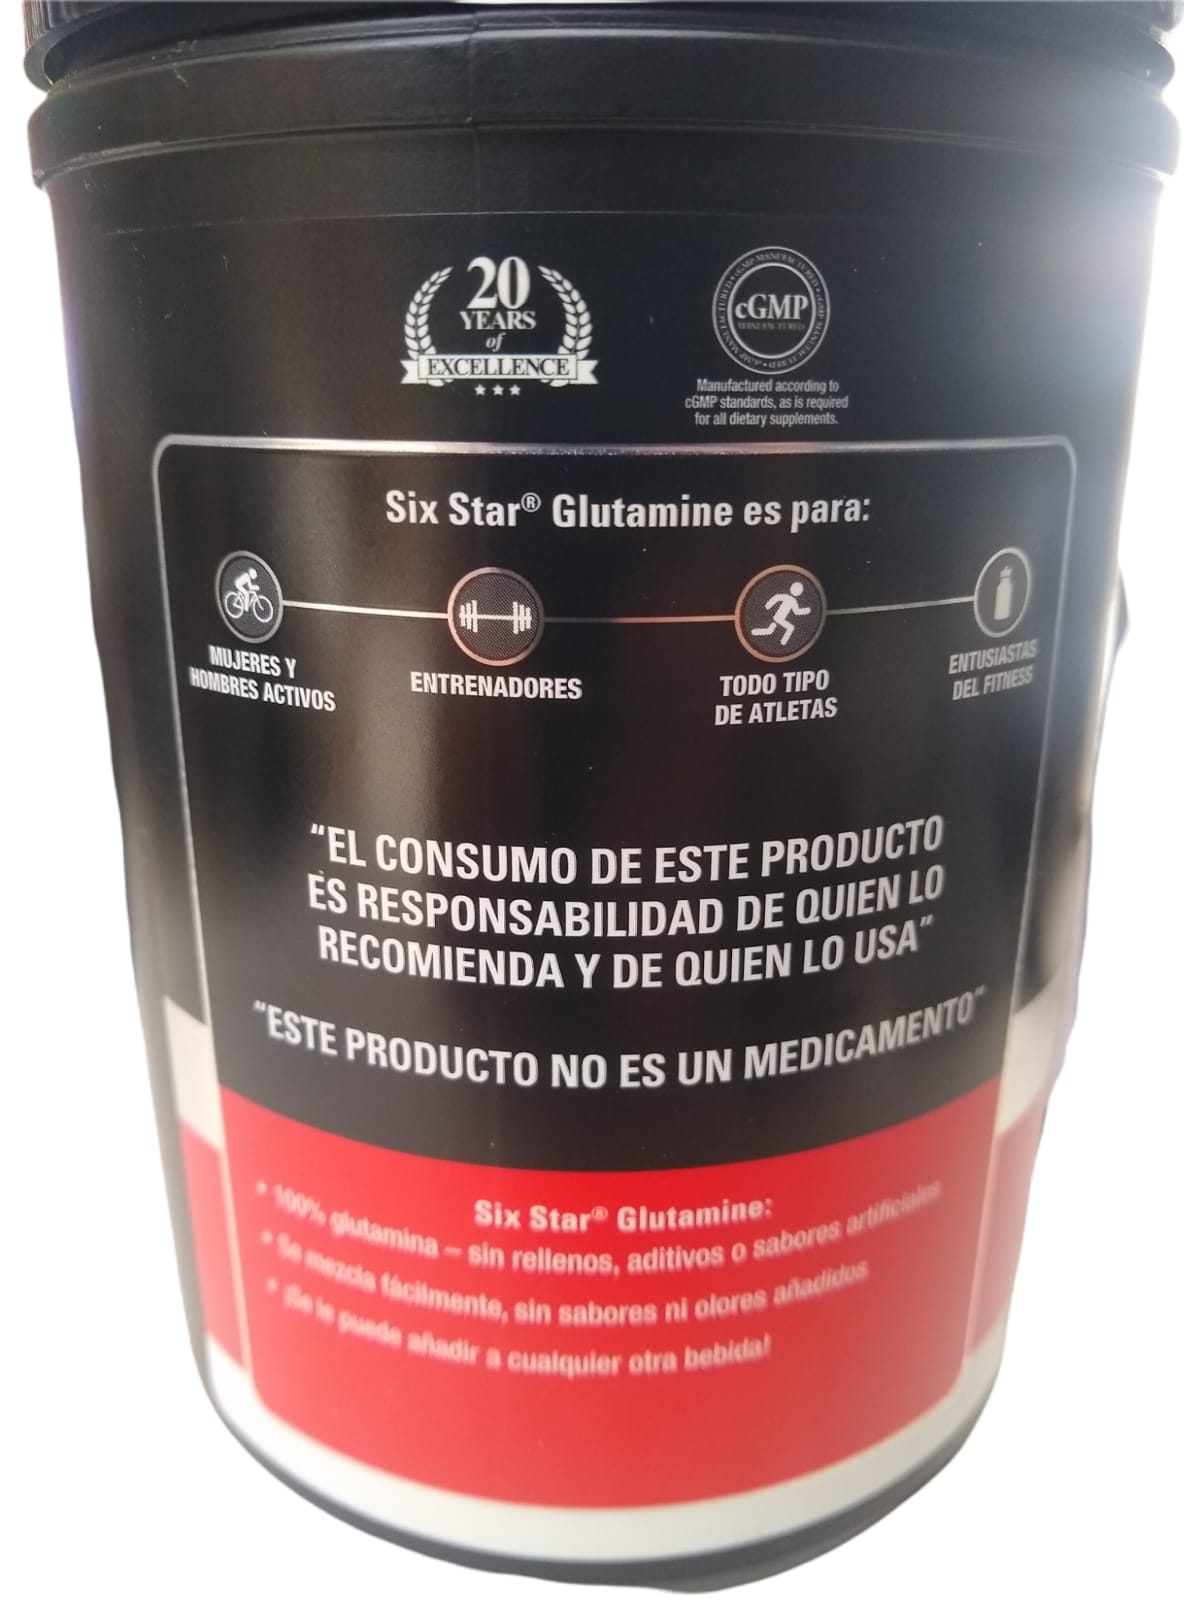 20
YEARS
of
EXCELLENCE
cGMP
MANUFACTURED
Manufactured according to
cGMP standards, as is required
for all dietary supplements.
Six Star® Glutamine es para:
MUJERES Y
HOMBRES ACTIVOS
ENTRENADORES
TODO TIPO
DE ATLETAS
ENTUSIASTAS
DEL FITNESS
“EL CONSUMO DE ESTE PRODUCTO
ES RESPONSABILIDAD DE QUIEN LO
RECOMIENDA Y DE QUIEN LO USA”
“ESTE PRODUCTO NO ES UN MEDICAMENTO”
Six Star® Glutamine:
• 100% glutamina – sin rellenos, aditivos o sabores artificiales
• Se mezcla fácilmente, sin sabores ni olores añadidos
• ¡Se le puede añadir a cualquier otra bebida!